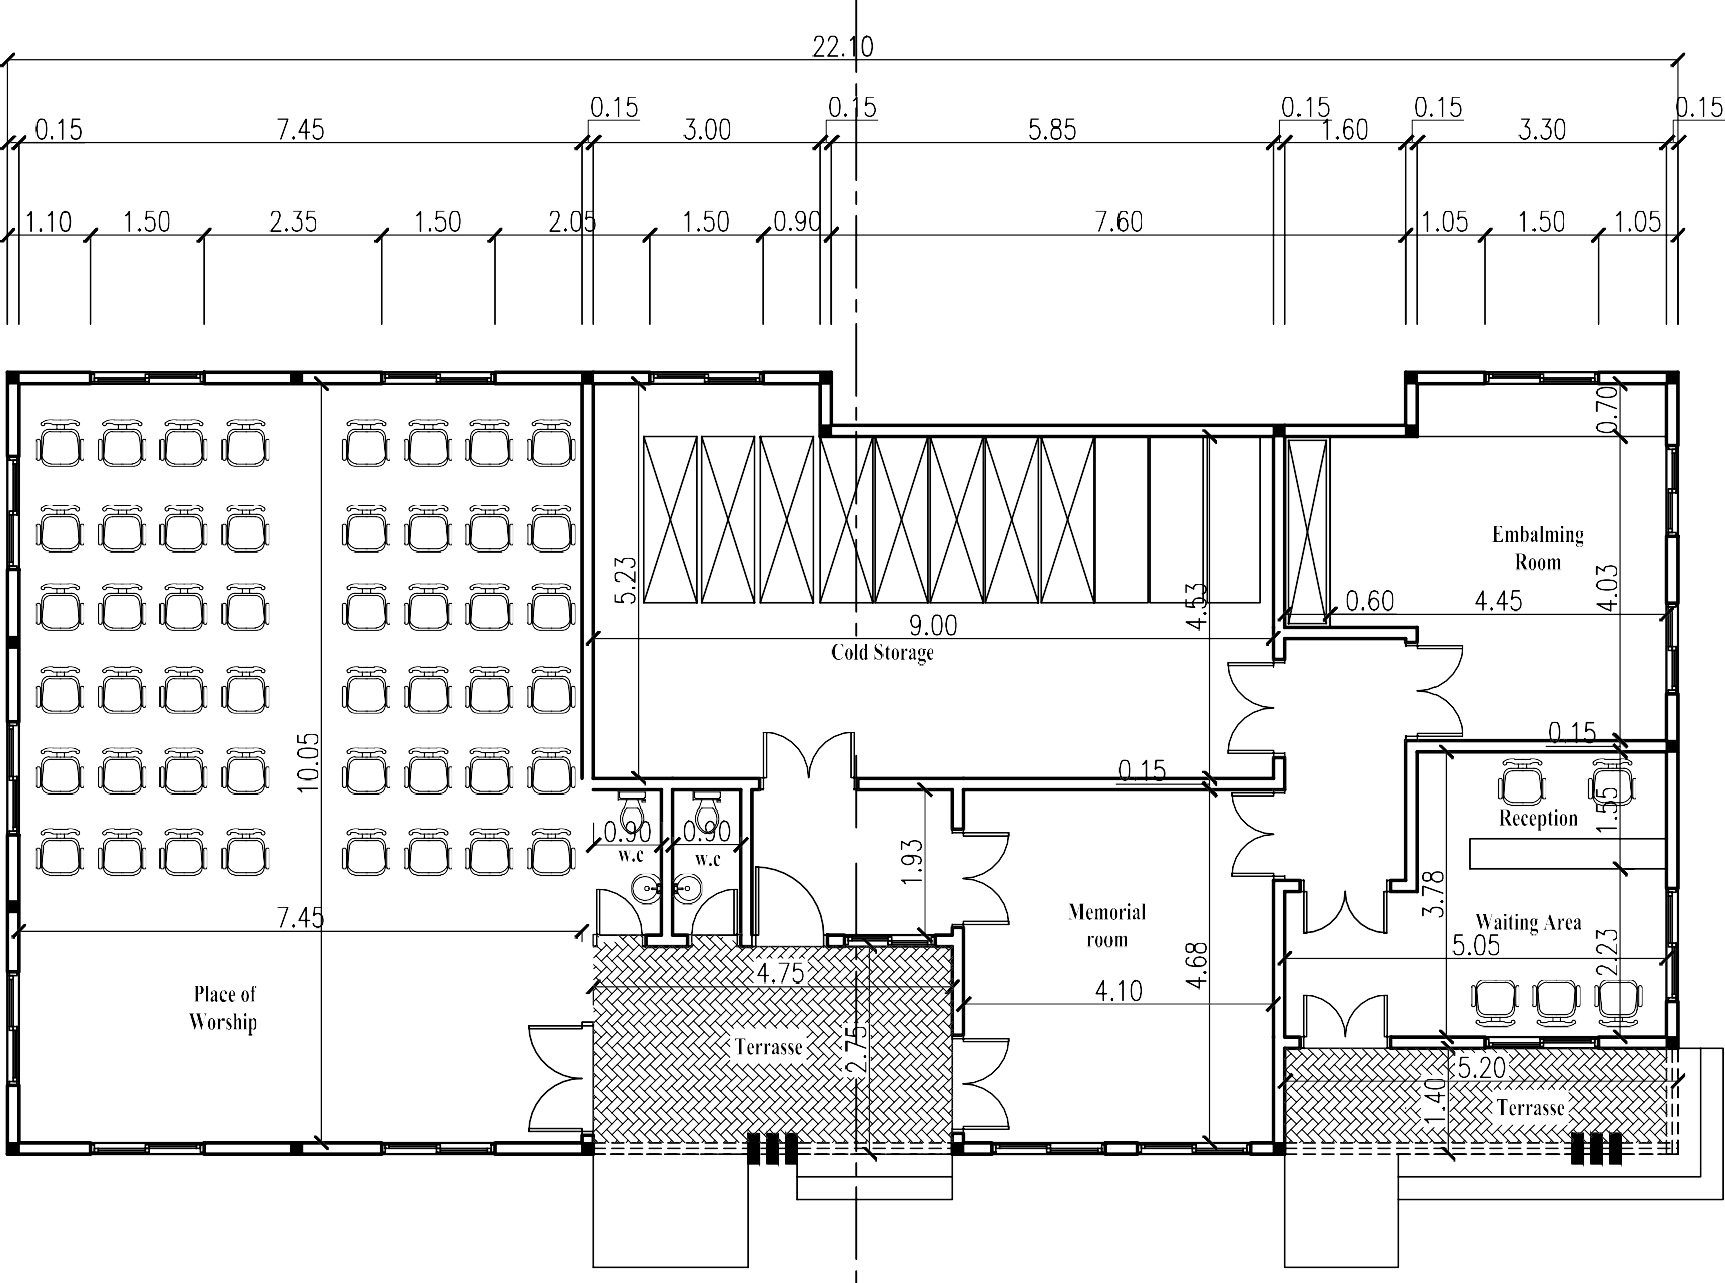 22.10
0.15 0.15 0.15 0.15 0.15
0.15 7.45 3.00 5.85 1.60 3.30
1.10 1.50 2.35 1.50 2.05 1.50 0.90 7.60 1.05 1.50 1.05
0.70
Embalming
Room
5.23
4.53
4.03
0.60 4.45
9.00
Cold Storage
0.15
10.05
0.15
1.55
Reception
0.90 0.90
w.c w.c
1.93
3.78
7.45
Memorial
room
Waiting Area
5.05
2.23
4.68
4.75
4.10
Place of
Worship
Terrasse
2.75
5.20
1.40
Terrasse